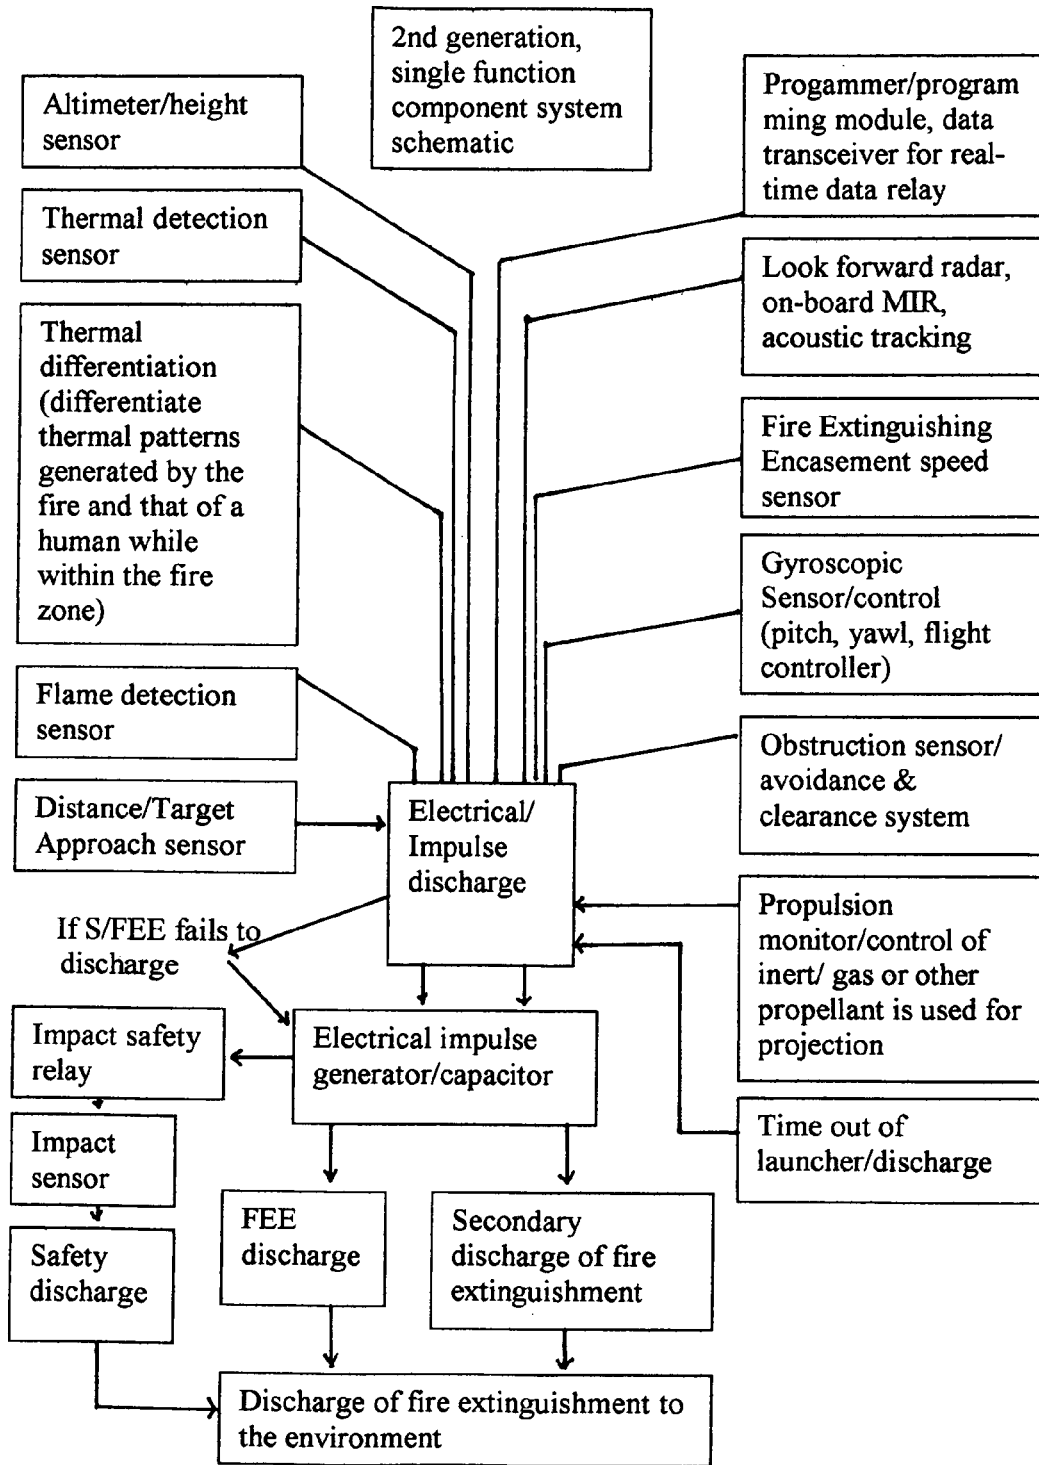 2nd generation,
single function
component system
schematic
Altimeter/height
sensor
Thermal detection
sensor
Thermal
differentiation
(differentiate
thermal patterns
generated by the
fire and that of a
human while
within the fire
zone)
Flame detection
sensor
Distance/Target
Approach sensor
Progammer/program
ming module, data
transceiver for real-
time data relay
Look forward radar,
on-board MIR,
acoustic tracking
Fire Extinguishing
Encasement speed
sensor
Gyroscopic
Sensor/control
(pitch, yawl, flight
controller)
Obstruction sensor/
avoidance &
clearance system
Propulsion
monitor/control of
inert/ gas or other
propellant is used for
projection
Time out of
launcher/discharge
Electrical/
Impulse
discharge
If S/FEE fails to
discharge
Electrical impulse
generator/capacitor
Impact safety
relay
Impact
sensor
Safety
discharge
FEE
discharge
Secondary
discharge of fire
extinguishment
Discharge of fire extinguishment to
the environment